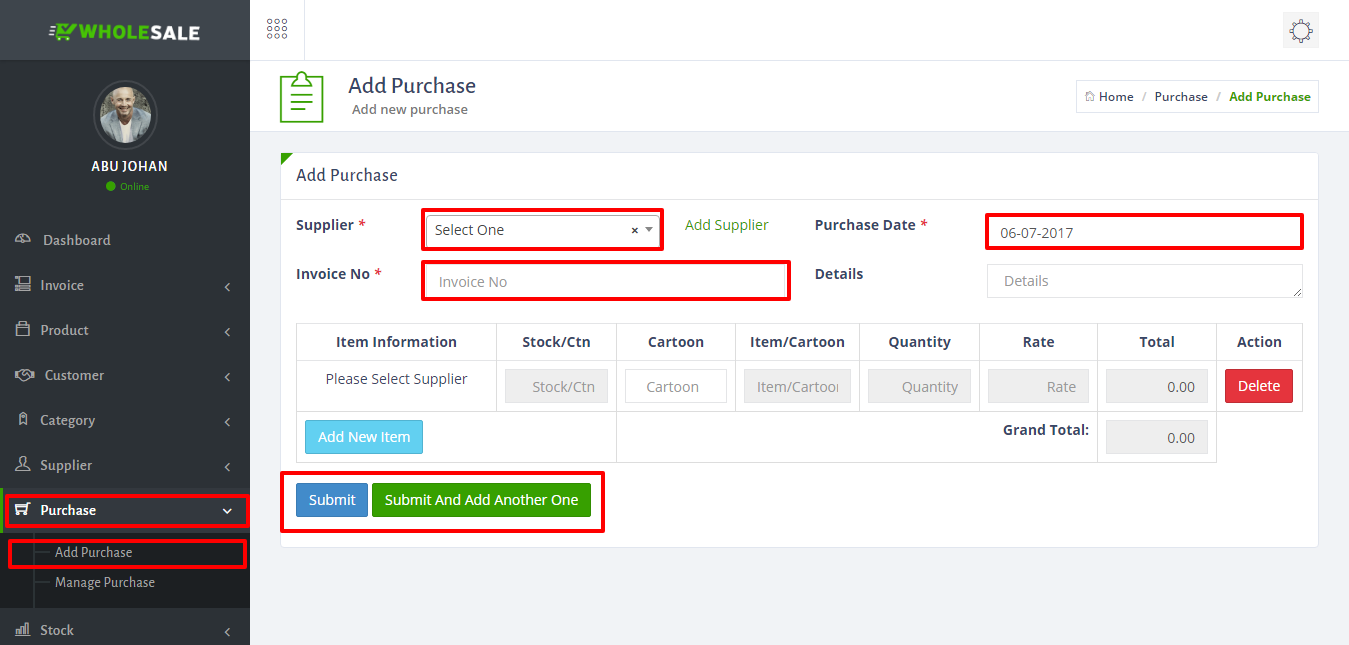 WHOLESALE
ABU JOHAN
Online
Dashboard
Invoice
Product
Customer
Category
Supplier
Purchase
Add Purchase
Manage Purchase
Stock
Add Purchase
Add new purchase
Home / Purchase / Add Purchase
Add Purchase
Supplier * Select One × Add Supplier Purchase Date * 06-07-2017
Invoice No * Invoice No Details Details
Item Information Stock/Ctn Cartoon Item/Cartoon Quantity Rate Total Action
Please Select Supplier Stock/Ctn Cartoon Item/Cartoon Quantity Rate 0.00 Delete
Add New Item Grand Total: 0.00
Submit Submit And Add Another One